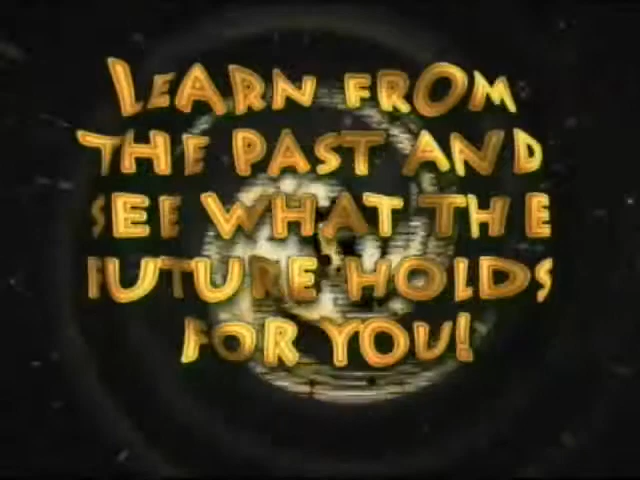 LEARN FROM
THE PAST AND
SEE WHAT THE
FUTURE HOLDS
FOR YOU!